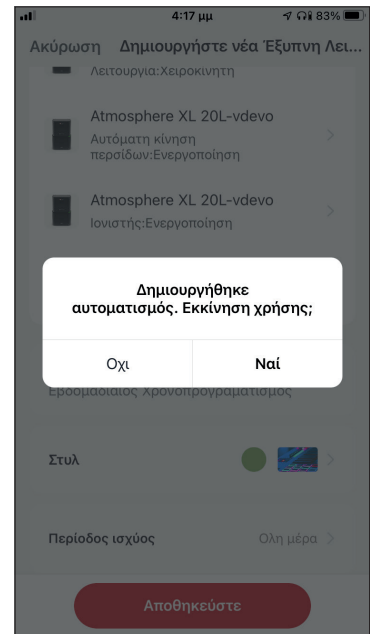 4:17 μμ
83%
Ακύρωση Δημιουργήστε νέα Έξυπνη Λει...
Λειτουργία:Χειροκίνητη
Atmosphere XL 20L-vdevo
Αυτόματη κίνηση
περσίδων:Ενεργοποίηση
Atmosphere XL 20L-vdevo
Ιονιστής:Ενεργοποίηση
Δημιουργήθηκε
αυτοματισμός. Εκκίνηση χρήσης;
Οχι
Ναί
Εβδομαδιαίος Χρονοπρογραματισμός
Στυλ
Περίοδος ισχύος
Ολη μέρα
Αποθηκεύστε